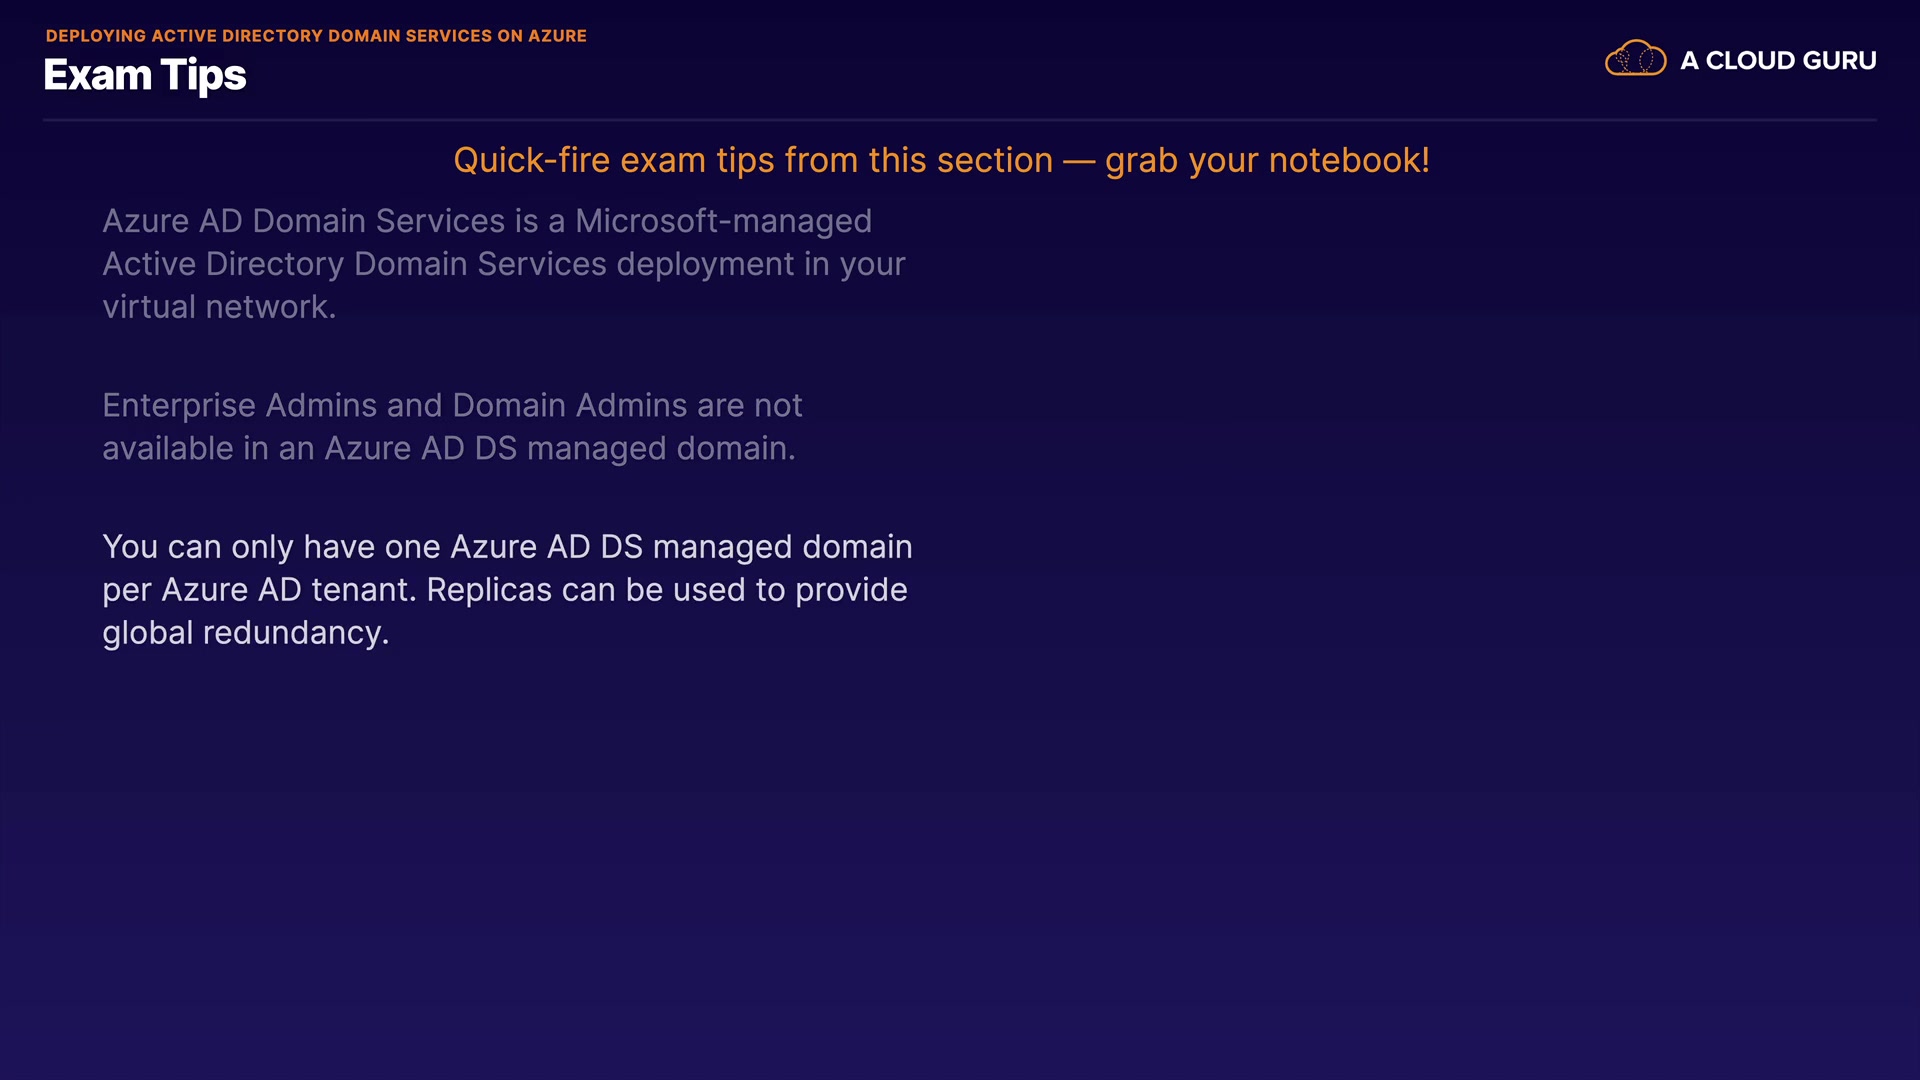 DEPLOYING ACTIVE DIRECTORY DOMAIN SERVICES ON AZURE
Exam Tips
A CLOUD GURU
Quick-fire exam tips from this section — grab your notebook!
Azure AD Domain Services is a Microsoft-managed
Active Directory Domain Services deployment in your
virtual network.
Enterprise Admins and Domain Admins are not
available in an Azure AD DS managed domain.
You can only have one Azure AD DS managed domain
per Azure AD tenant. Replicas can be used to provide
global redundancy.